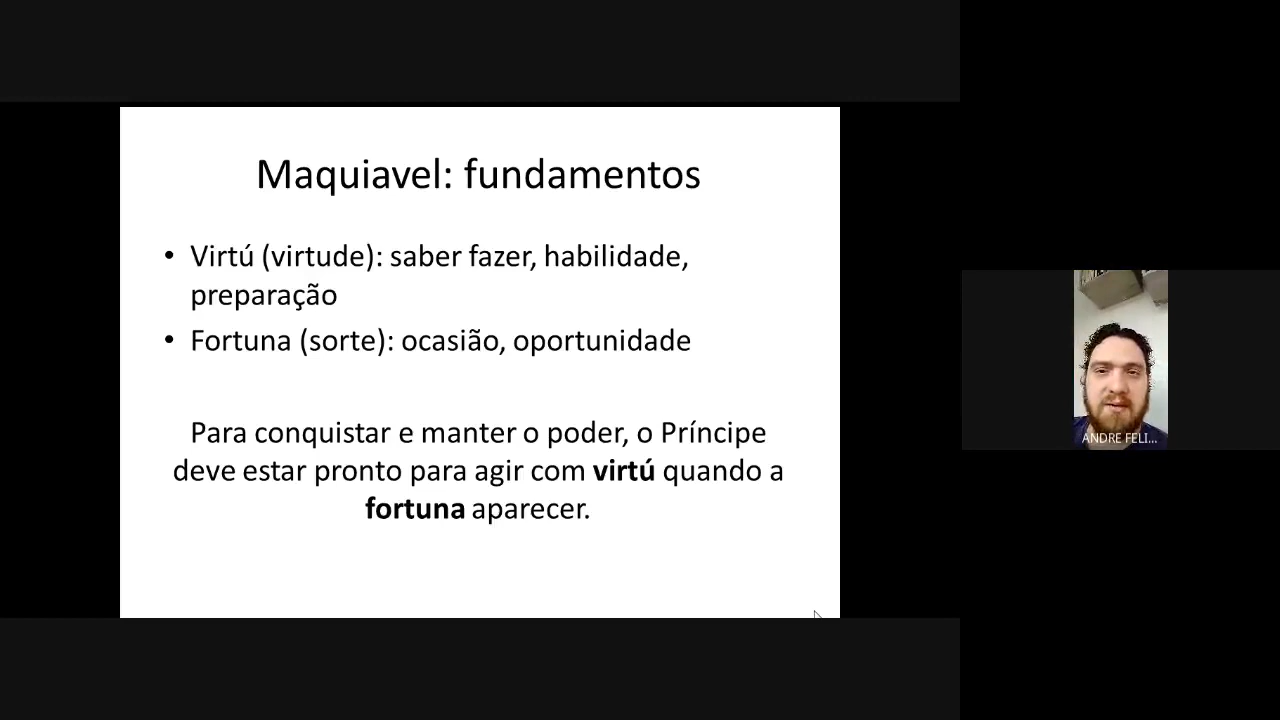 Maquiavel: fundamentos
• Virtú (virtude): saber fazer, habilidade,
preparação
• Fortuna (sorte): ocasião, oportunidade
Para conquistar e manter o poder, o Príncipe
deve estar pronto para agir com virtú quando a
fortuna aparecer.
ANDRE FELI...